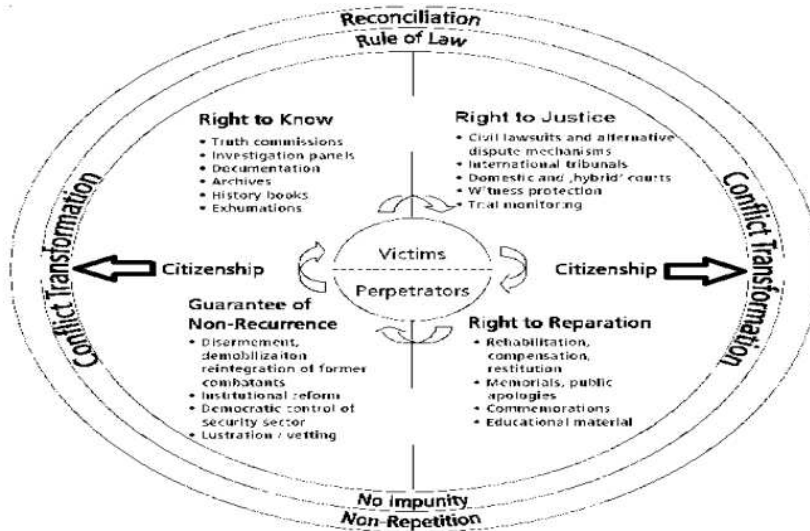 Reconciliation
Rule of Law
Right to Know
• Truth commissions
• Investigation panels
• Documentation
• Archives
• History books
• Exhumations
Right to Justice
• Civil lawsuits and alternative
dispute mechanisms
• International tribunals
• Domestic and ‚hybrid' courts
• Witness protection
• Trial monitoring
Conflict Transformation
Citizenship
Victims
Perpetrators
Citizenship
Conflict Transformation
Guarantee of
Non-Recurrence
• Disarmement,
demobilizaiton
reintegration of former
combatants
• Institutional reform
• Democratic control of
security sector
• Lustration / vetting
Right to Reparation
• Rehabilitation,
compensation,
restitution
• Memorials, public
apologies
• Commemorations
• Educational material
No Impunity
Non-Repetition